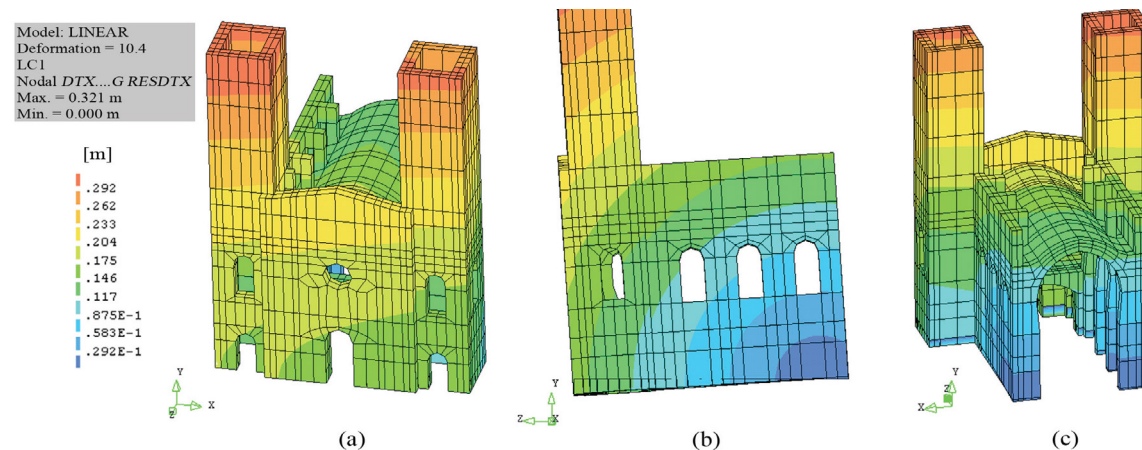 Model: LINEAR
Deformation = 10.4
LC1
Nodal DTX....G RESDTX
Max. = 0.321 m
Min. = 0.000 m
[m]
.292
.262
.233
.204
.175
.146
.117
.875E-1
.583E-1
.292E-1
Y
Z
X
(a)
Y
Z
X
(b)
Y
Z
X
(c)